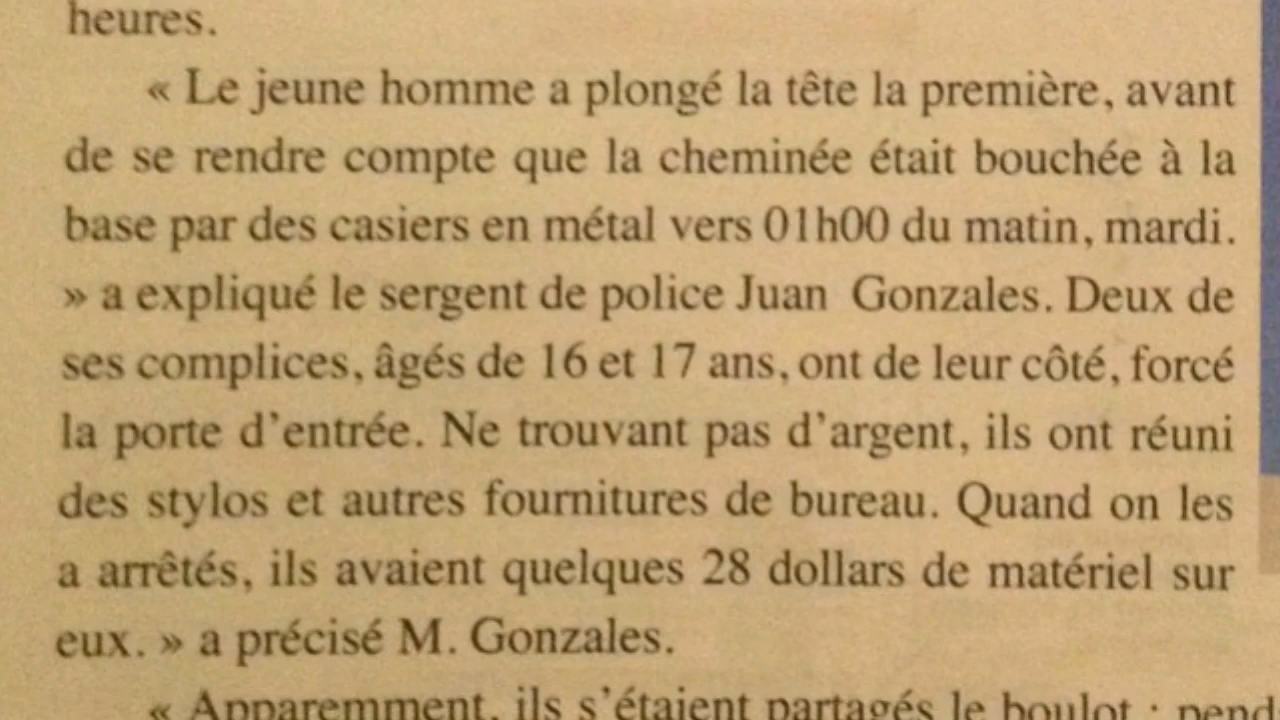 heures.
« Le jeune homme a plongé la tête la première, avant
de se rendre compte que la cheminée était bouchée à la
base par des casiers en métal vers 01h00 du matin, mardi.
» a expliqué le sergent de police Juan Gonzales. Deux de
ses complices, âgés de 16 et 17 ans, ont de leur côté, forcé
la porte d'entrée. Ne trouvant pas d'argent, ils ont réuni
des stylos et autres fournitures de bureau. Quand on les
a arrêtés, ils avaient quelques 28 dollars de matériel sur
eux. » a précisé M. Gonzales.
« Apparemment, ils s'étaient partagés le boulot : pend